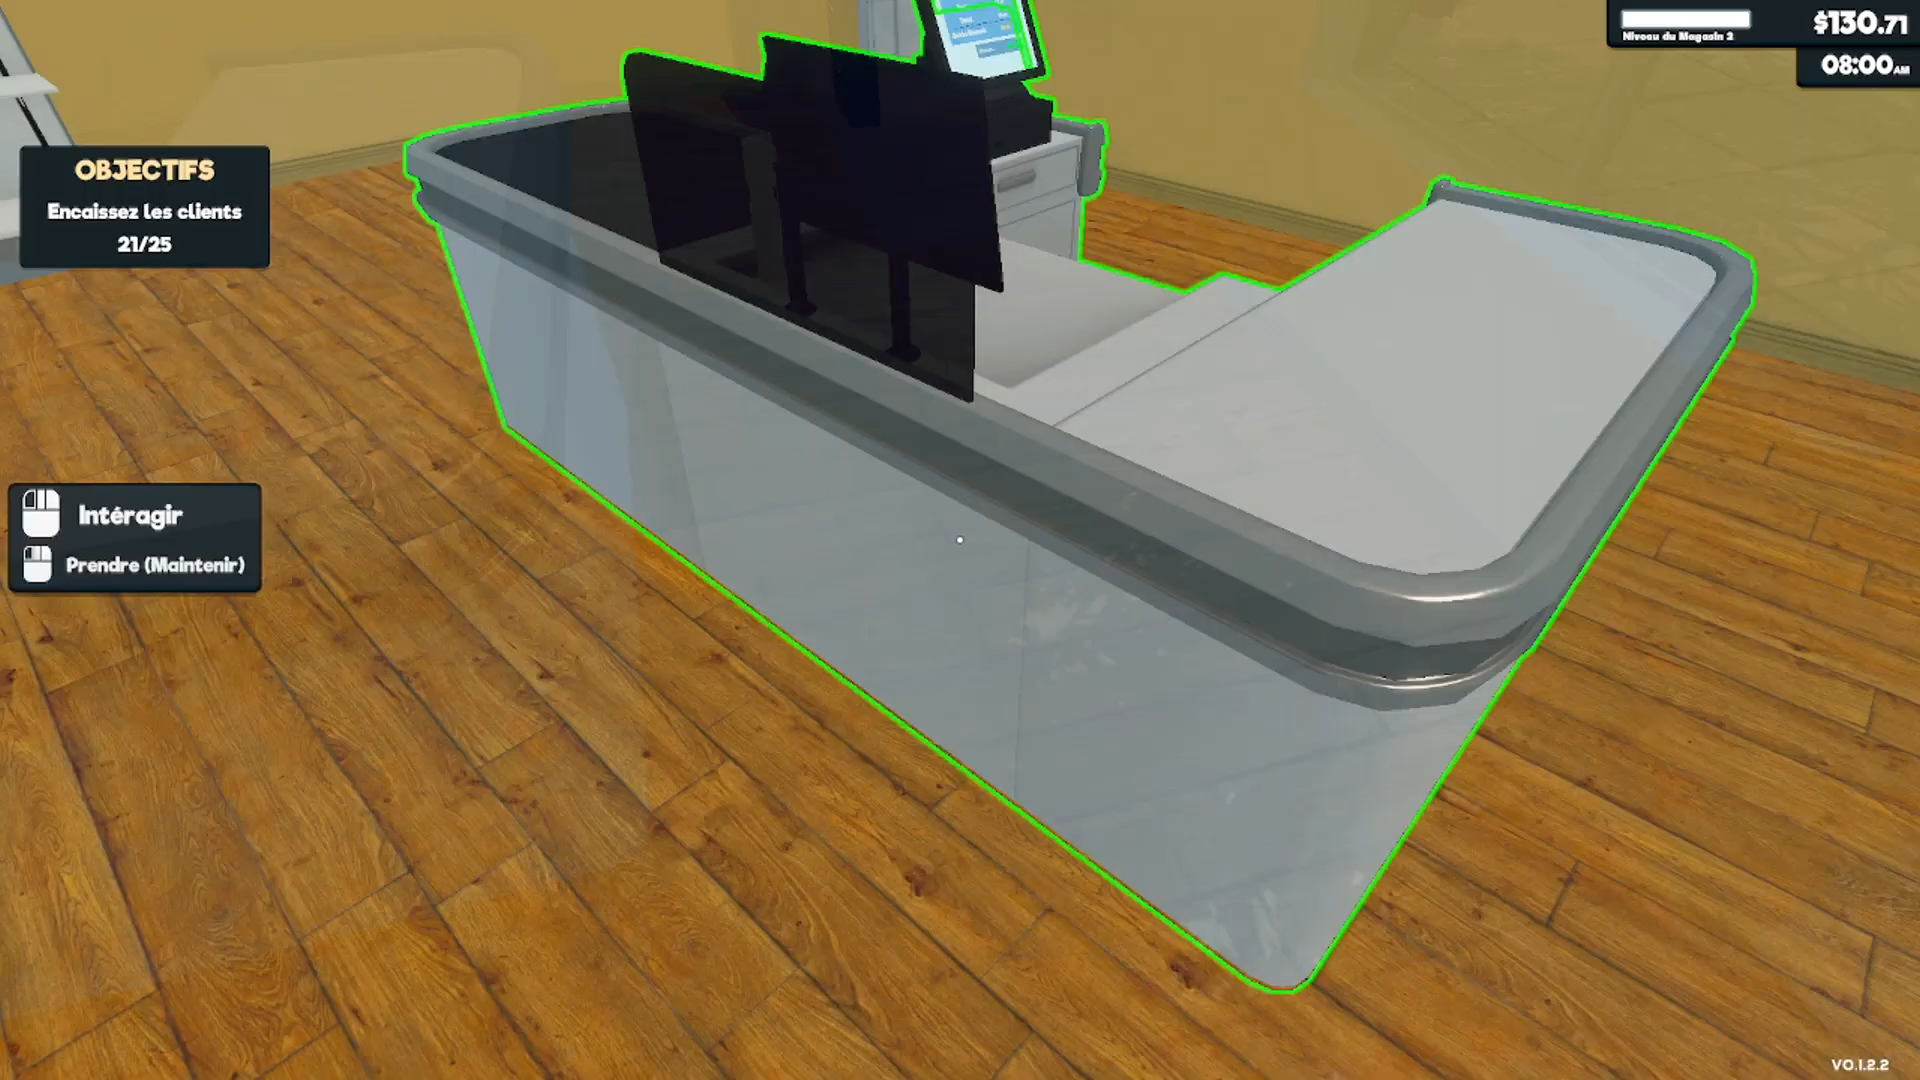 Niveau du Magasin 2
$130.71
08:00AM
OBJECTIFS
Encaissez les clients
21/25
Intéragir
Prendre (Maintenir)
V0.1.2.2